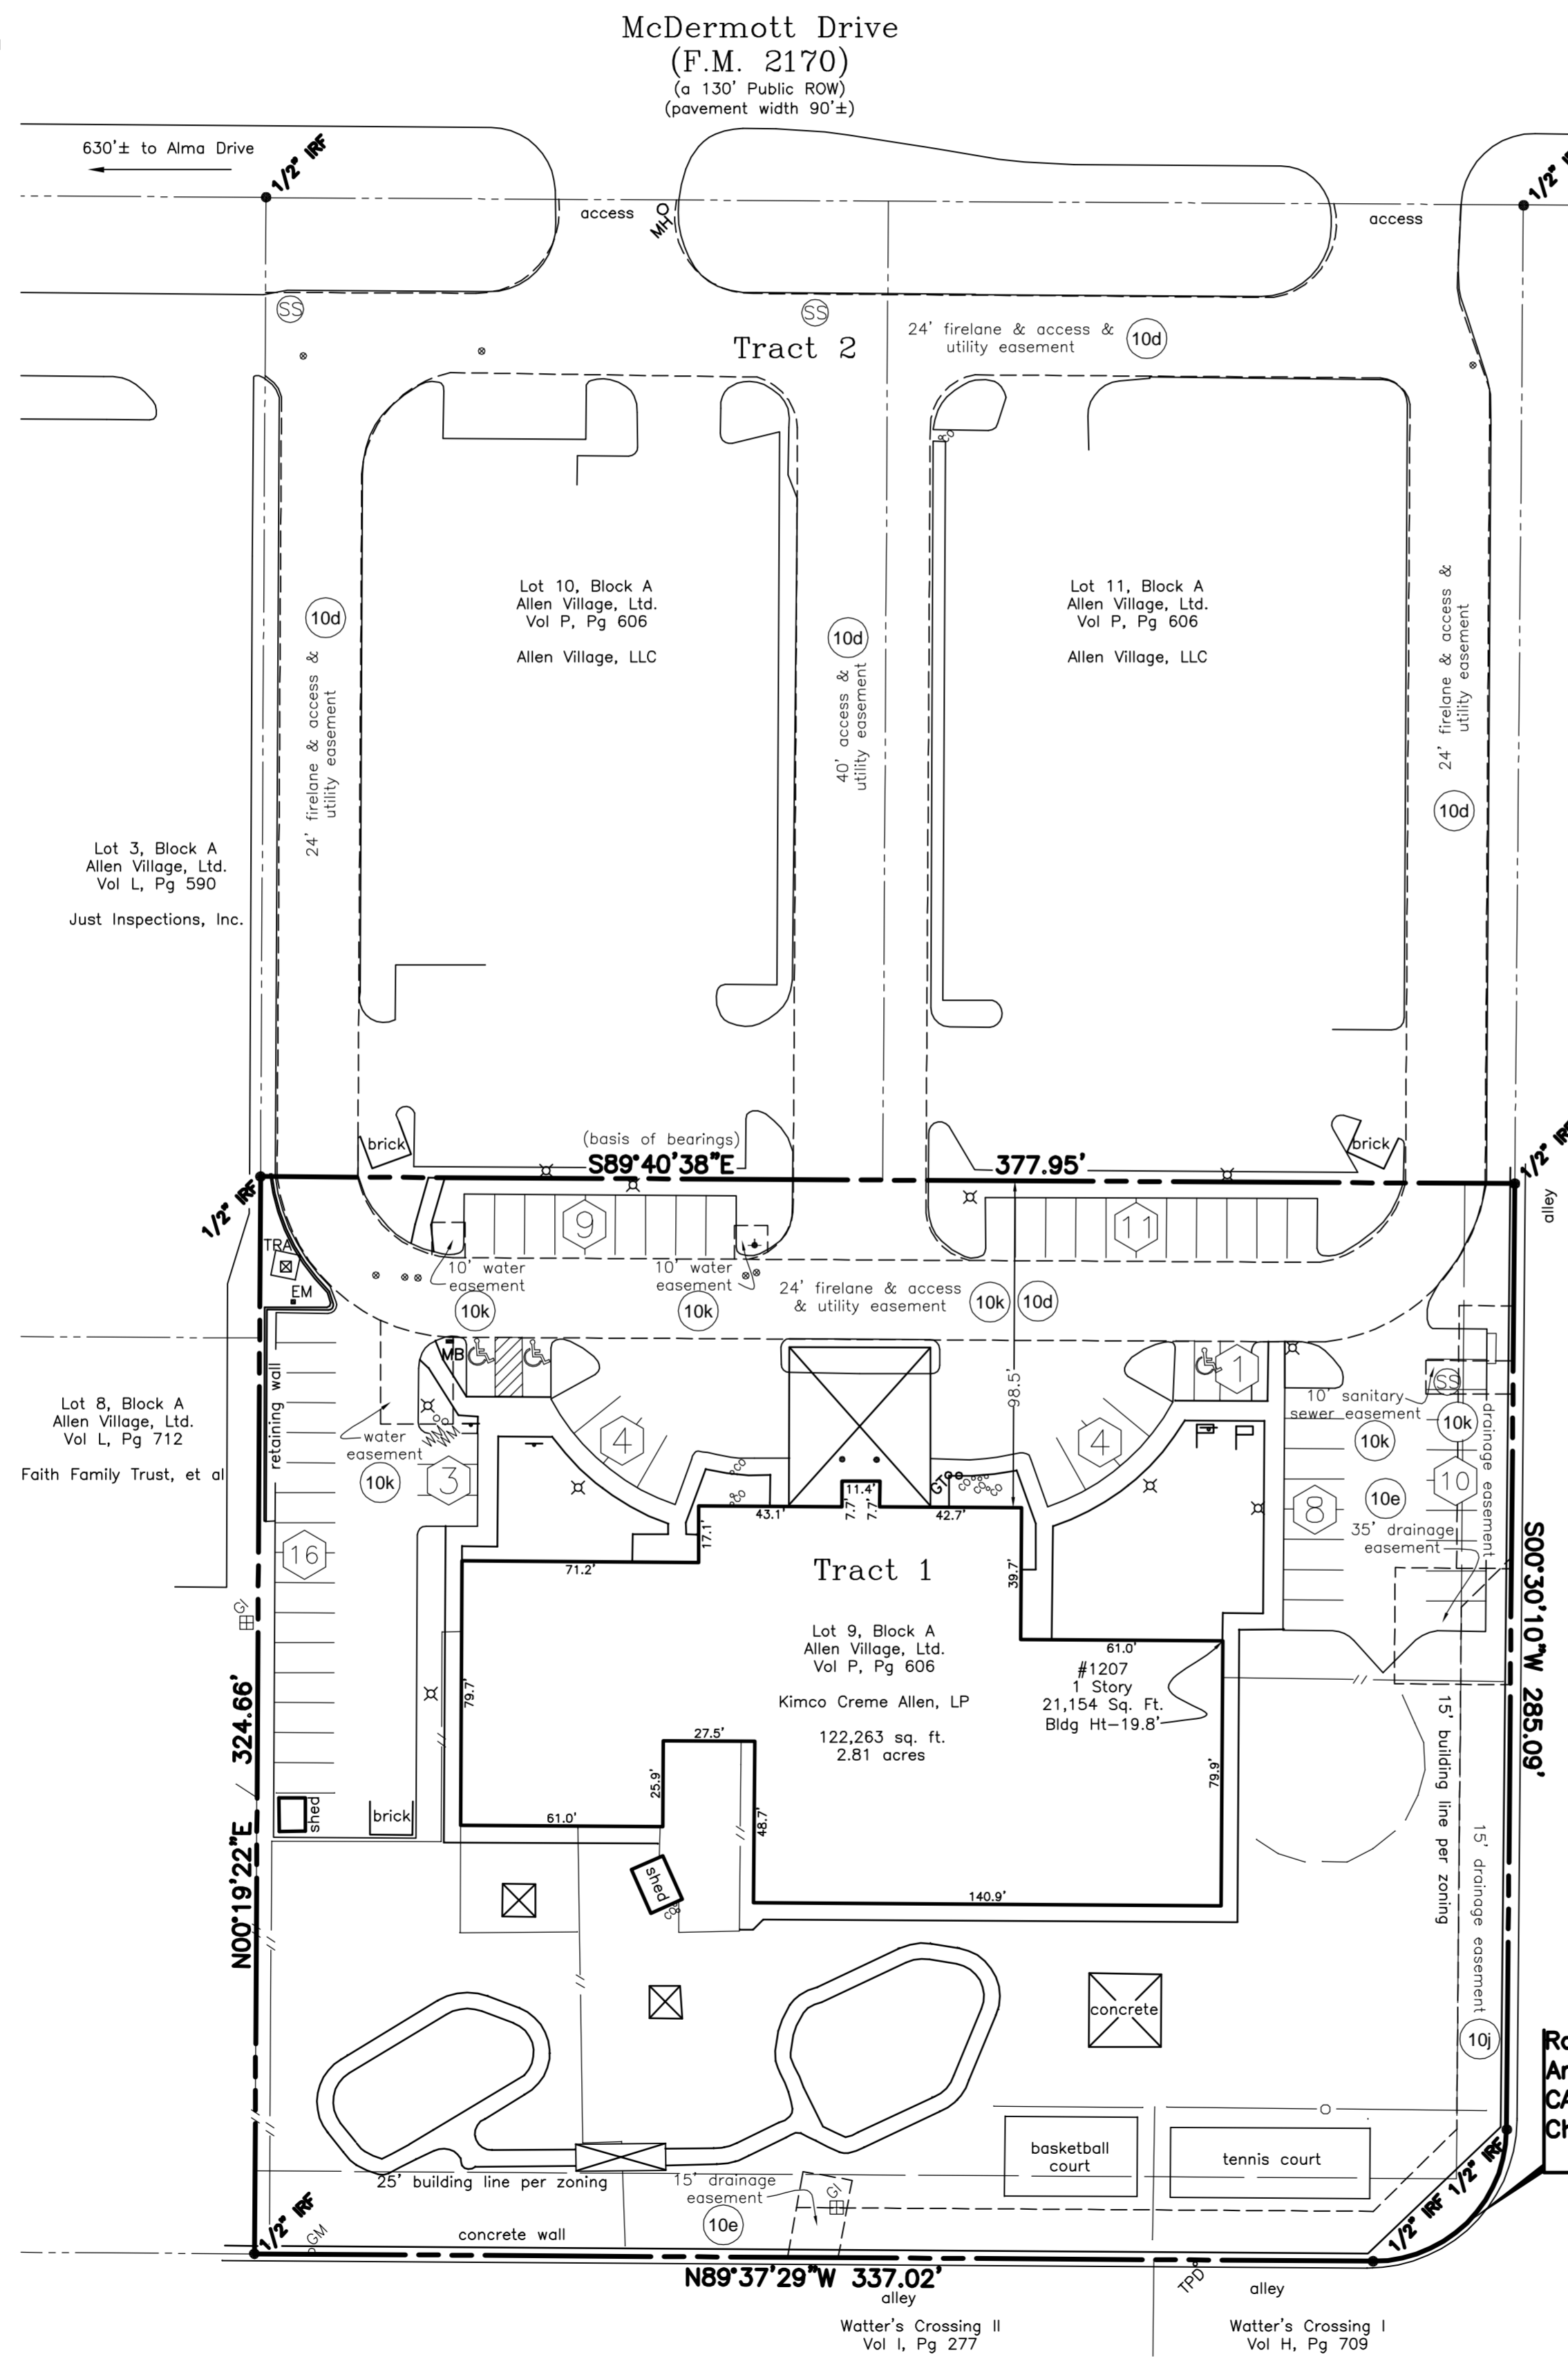 McDermott Drive
(F.M. 2170)
(a 130' Public ROW)
(pavement width 90'±)
630'± to Alma Drive
1/2" IRF
access
MH
access
1/2"
SS
SS
Tract 2
24' firelane & access &
utility easement
10d
CO
Lot 10, Block A
Allen Village, Ltd.
Vol P, Pg 606
Allen Village, LLC
Lot 11, Block A
Allen Village, Ltd.
Vol P, Pg 606
Allen Village, LLC
10d
24' firelane & access &
utility easement
10d
40' access &
utility easement
24' firelane & access &
utility easement
10d
Lot 3, Block A
Allen Village, Ltd.
Vol L, Pg 590
Just Inspections, Inc.
brick
(basis of bearings)
S89°40'38"E
377.95'
brick
1/2" IRF
alley
1/2" IRF
9
11
TRA
EM
10' water
easement
10k
10' water
easement
10k
24' firelane & access
& utility easement
10k
10d
MB
1
98.5'
retaining wall
water
easement
10k
WM
3
4
4
10' sanitary
sewer easement
10k
SS
10k
drainage easement
10
8
10e
35' drainage
easement
Lot 8, Block A
Allen Village, Ltd.
Vol L, Pg 712
Faith Family Trust, et al
16
GI
CO
CO
GT
CO
CO
CO
11.4'
7.7'
7.7'
43.1'
42.7'
17.1'
71.2'
39.7'
61.0'
Tract 1
Lot 9, Block A
Allen Village, Ltd.
Vol P, Pg 606
Kimco Creme Allen, LP
122,263 sq. ft.
2.81 acres
#1207
1 Story
21,154 Sq. Ft.
Bldg Ht-19.8'
79.7'
27.5'
25.9'
61.0'
48.7'
79.9'
140.9'
S00°30'10"W 285.09'
N00°19'22"E 324.66'
15' building line per zoning
15' drainage easement
10j
shed
brick
shed
CO
concrete
basketball
court
tennis court
25' building line per zoning
15' drainage
easement
10e
GI
1/2" IRF
GM
concrete wall
1/2" IRF
1/2" IRF
N89°37'29"W 337.02'
alley
TPD
alley
Watter's Crossing II
Vol I, Pg 277
Watter's Crossing I
Vol H, Pg 709